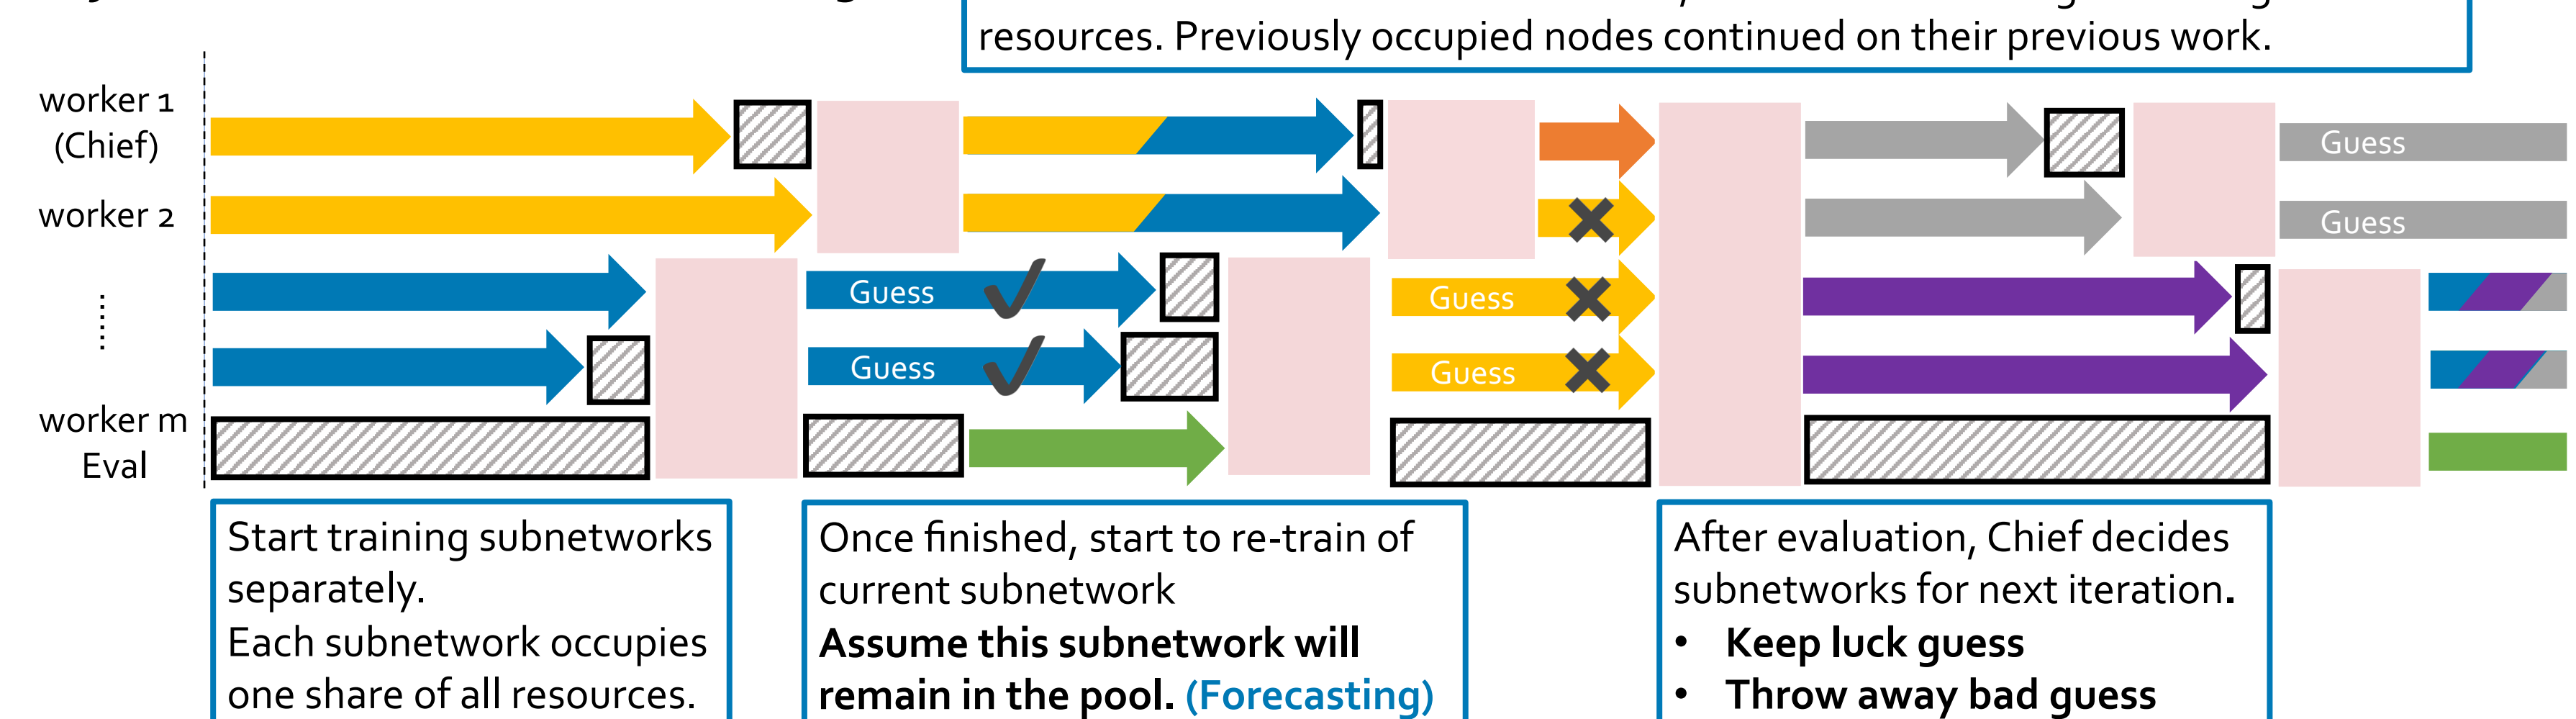 resources. Previously occupied nodes continued on their previous work.
worker 1
(Chief)
Guess
worker 2
Guess
Guess
Guess
Guess
Guess
worker m
Eval
Start training subnetworks
separately.
Each subnetwork occupies
one share of all resources.
Once finished, start to re-train of
current subnetwork
Assume this subnetwork will
remain in the pool. (Forecasting)
After evaluation, Chief decides
subnetworks for next iteration.
• Keep luck guess
• Throw away bad guess